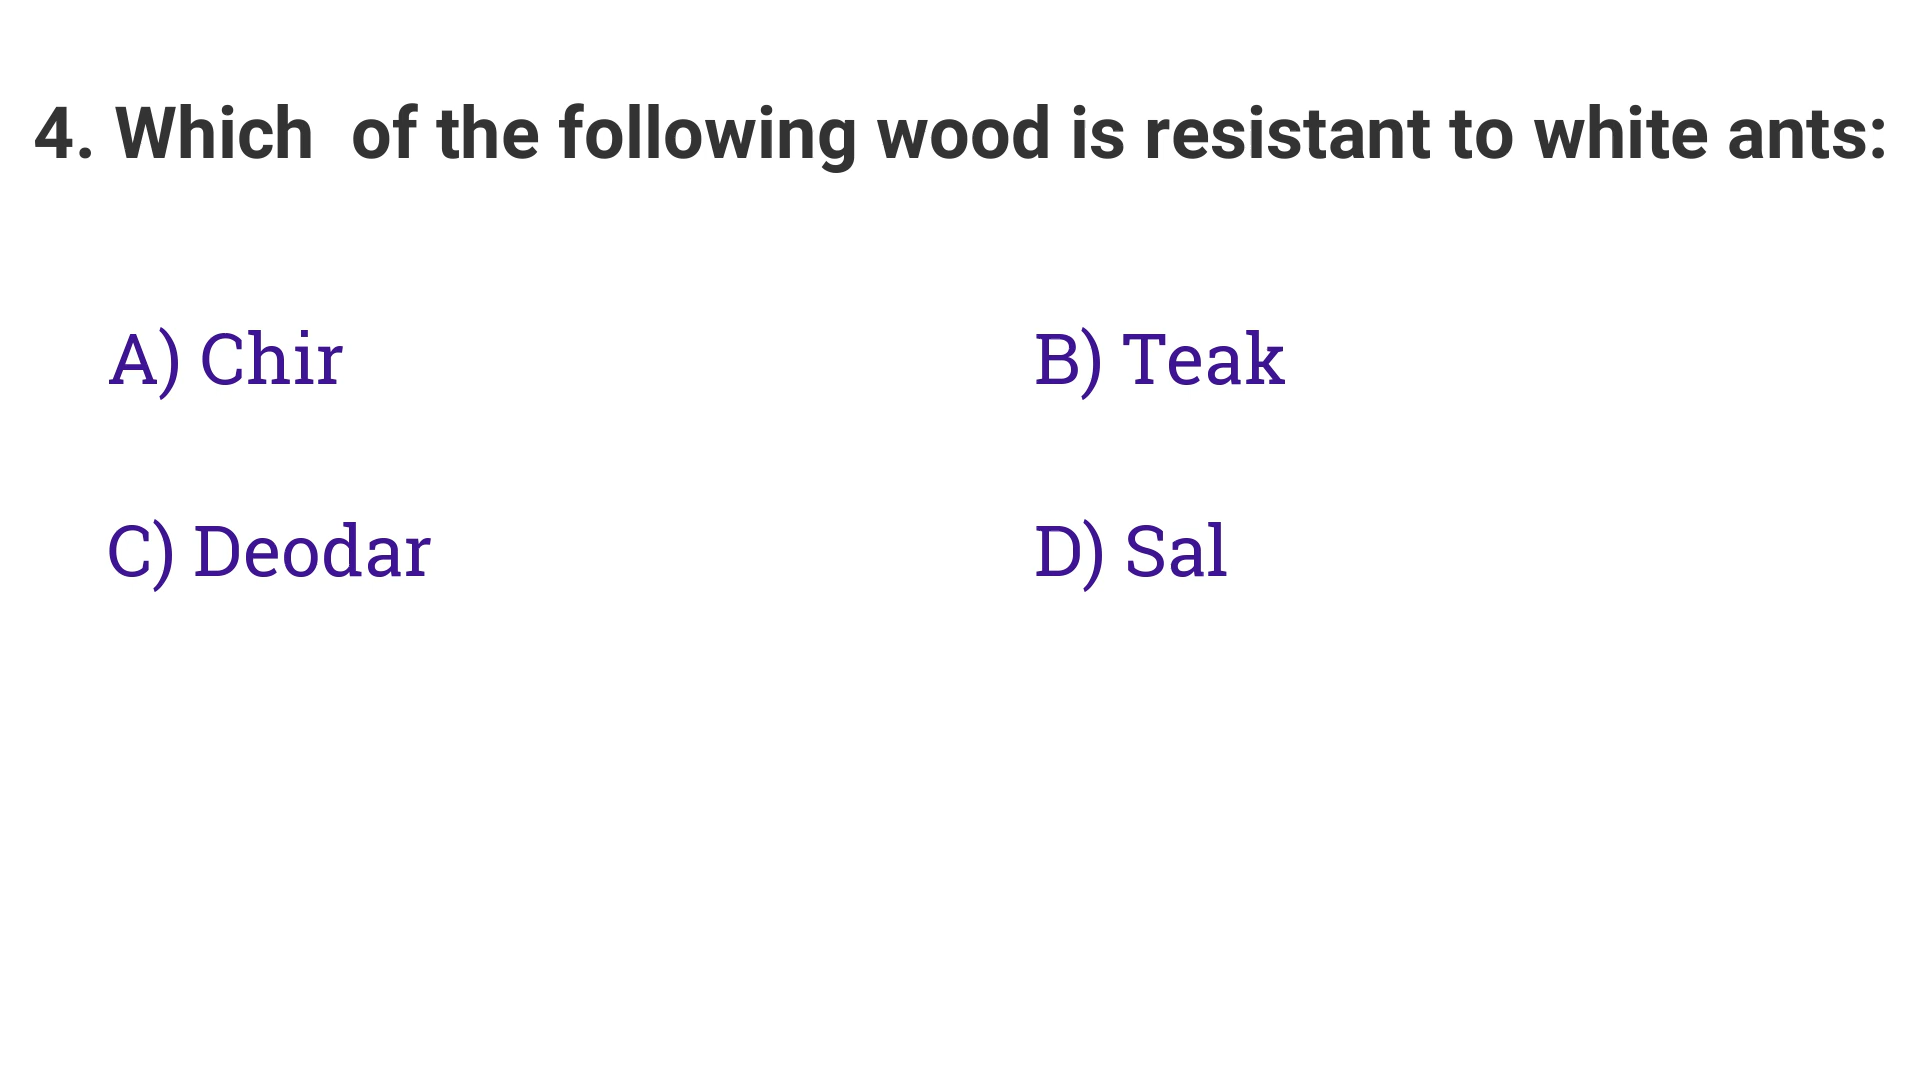 4. Which  of the following wood is resistant to white ants:
A) Chir
B) Teak
C) Deodar
D) Sal